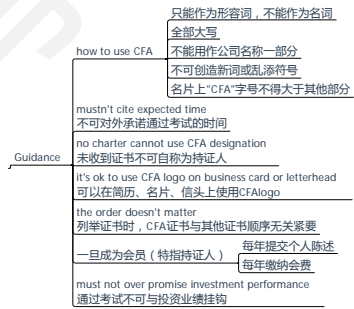 Guidance
how to use CFA
只能作为形容词，不能作为名词
全部大写
不能用作公司名称一部分
不可创造新词或乱添符号
名片上"CFA"字号不得大于其他部分
mustn't cite expected time
不可对外承诺通过考试的时间
no charter cannot use CFA designation
未收到证书不可自称为持证人
it's ok to use CFA logo on business card or letterhead
可以在简历、名片、信头上使用CFAlogo
the order doesn't matter
列举证书时，CFA证书与其他证书顺序无关紧要
一旦成为会员（特指持证人）
每年提交个人陈述
每年缴纳会费
must not over promise investment performance
通过考试不可与投资业绩挂钩